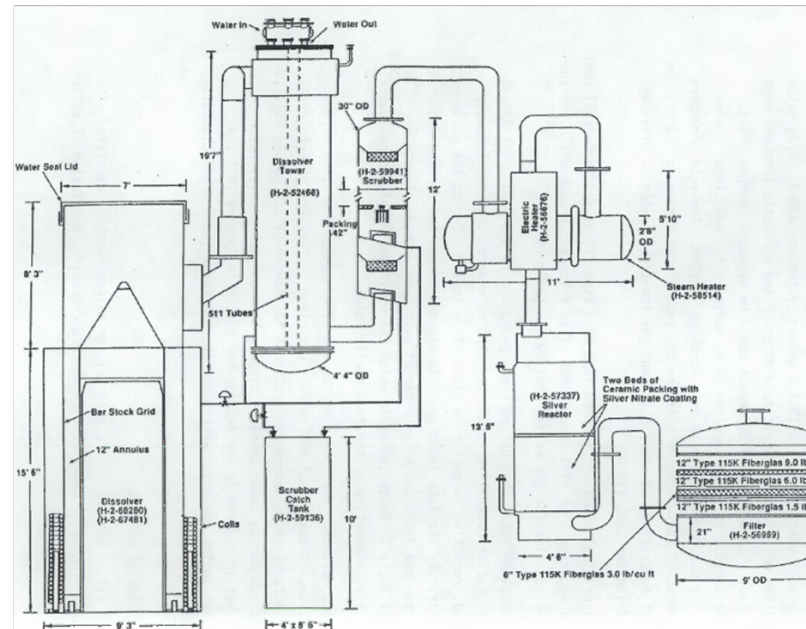 Water In
Water Out
Water Seal Lid
7'
19'7"
30" OD
Dissolver
Tower
(H-2-52466)
(H-2-59941)
Scrubber
Packing
42"
12'
Electric
Heater
(H-2-56676)
5'10"
2'8"
OD
Steam Heater
(H-2-58514)
11'
8' 3"
511 Tubes
4' 4" OD
Bar Stock Grid
12" Annulus
15' 6"
Dissolver
(H-2-68280)
(H-2-67481)
Coils
9' 3"
Scrubber
Catch
Tank
(H-2-59136)
10'
4' x 8' 5"
(H-2-57337)
Silver
Reactor
Two Beds of
Ceramic Packing with
Silver Nitrate Coating
13' 6"
4' 6"
12" Type 115K Fiberglas 9.0 lb
12" Type 115K Fiberglas 6.0 lb
12" Type 115K Fiberglas 1.5 lb
Filter
(H-2-56989)
21"
6" Type 115K Fiberglas 3.0 lb/cu ft
9' OD